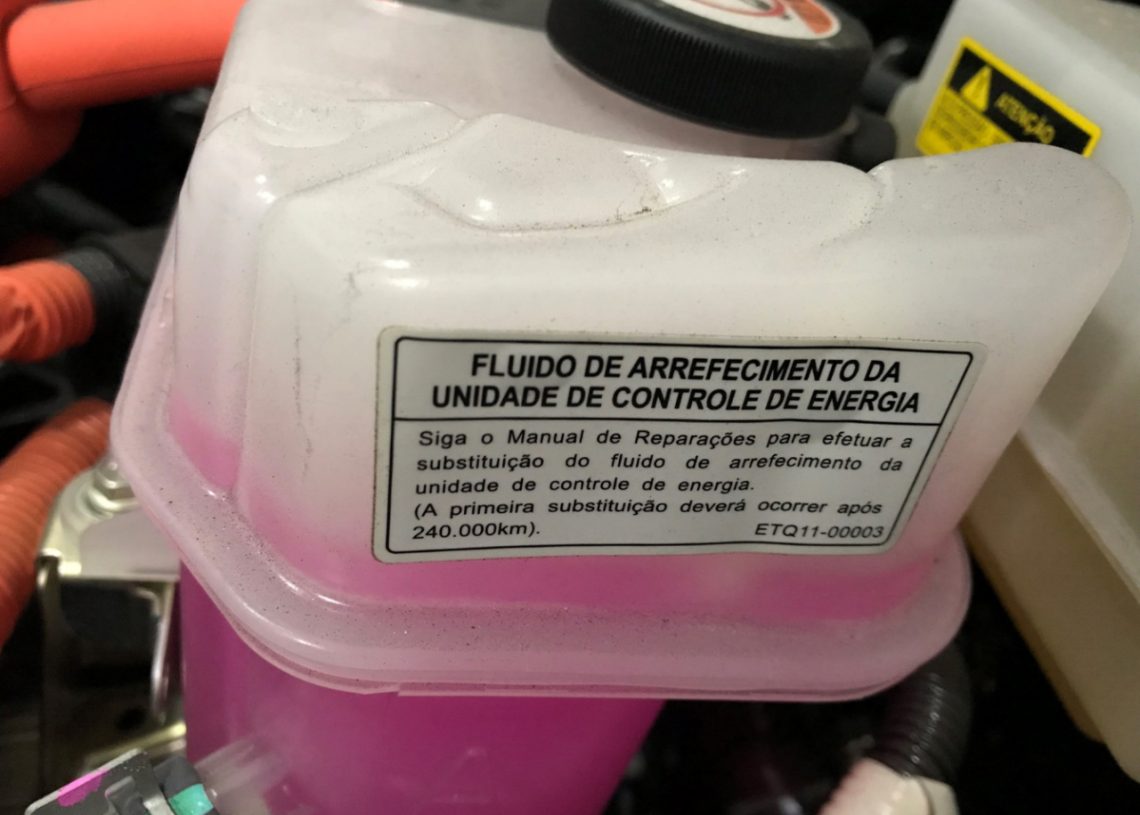 ATENÇÃO
FLUIDO DE ARREFECIMENTO DA
UNIDADE DE CONTROLE DE ENERGIA
Siga o Manual de Reparações para efetuar a
substituição do fluido de arrefecimento da
unidade de controle de energia.
(A primeira substituição deverá ocorrer após
240.000km).
ETQ11-00003